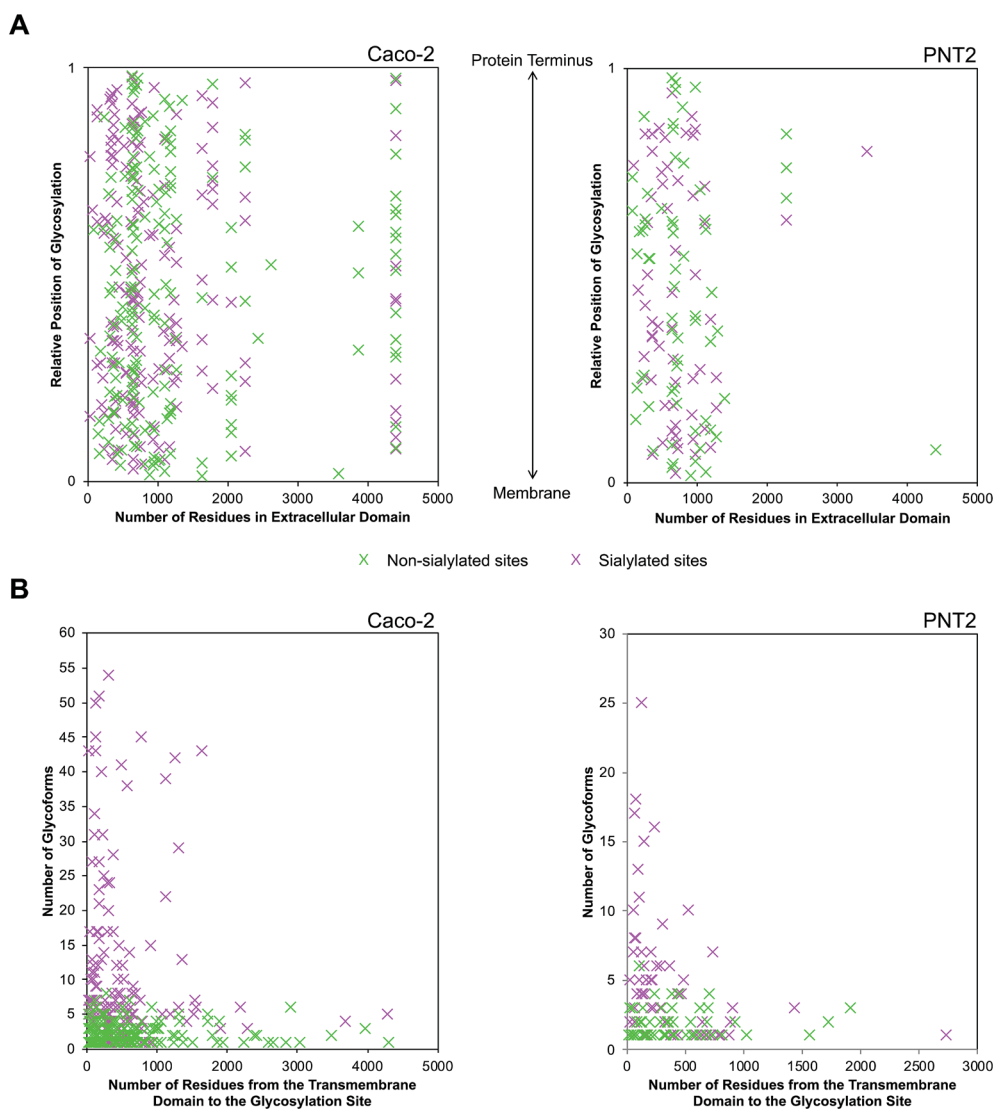 A
Caco-2
Protein Terminus
PNT2
1
0
Relative Position of Glycosylation
0 1000 2000 3000 4000 5000
Number of Residues in Extracellular Domain
Membrane
1
0
Relative Position of Glycosylation
0 1000 2000 3000 4000 5000
Number of Residues in Extracellular Domain
X Non-sialylated sites X Sialylated sites
B
Caco-2
60
55
50
45
40
35
30
25
20
15
10
5
0
Number of Glycoforms
0 1000 2000 3000 4000 5000
Number of Residues from the Transmembrane
Domain to the Glycosylation Site
PNT2
30
25
20
15
10
5
0
Number of Glycoforms
0 500 1000 1500 2000 2500 3000
Number of Residues from the Transmembrane
Domain to the Glycosylation Site